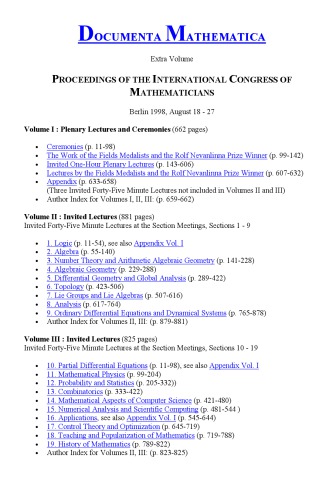 DOCUMENTA MATHEMATICA
Extra Volume
PROCEEDINGS OF THE INTERNATIONAL CONGRESS OF
MATHEMATICIANS
Berlin 1998, August 18 - 27
Volume I : Plenary Lectures and Ceremonies (662 pages)
• Ceremonies (p. 11-98)
• The Work of the Fields Medalists and the Rolf Nevanlinna Prize Winner (p. 99-142)
• Invited One-Hour Plenary Lectures (p. 143-606)
• Lectures by the Fields Medalists and the Rolf Nevanlinna Prize Winner (p. 607-632)
• Appendix (p. 633-658)
(Three Invited Forty-Five Minute Lectures not included in Volumes II and III)
• Author Index for Volumes I, II, III: (p. 659-662)
Volume II : Invited Lectures (881 pages)
Invited Forty-Five Minute Lectures at the Section Meetings, Sections 1 - 9
• 1. Logic (p. 11-54), see also Appendix Vol. I
• 2. Algebra (p. 55-140)
• 3. Number Theory and Arithmetic Algebraic Geometry (p. 141-228)
• 4. Algebraic Geometry (p. 229-288)
• 5. Differential Geometry and Global Analysis (p. 289-422)
• 6. Topology (p. 423-506)
• 7. Lie Groups and Lie Algebras (p. 507-616)
• 8. Analysis (p. 617-764)
• 9. Ordinary Differential Equations and Dynamical Systems (p. 765-878)
• Author Index for Volumes II, III: (p. 879-881)
Volume III : Invited Lectures (825 pages)
Invited Forty-Five Minute Lectures at the Section Meetings, Sections 10 - 19
• 10. Partial Differential Equations (p. 11-98), see also Appendix Vol. I
• 11. Mathematical Physics (p. 99-204)
• 12. Probability and Statistics (p. 205-332))
• 13. Combinatorics (p. 333-422)
• 14. Mathematical Aspects of Computer Science (p. 421-480)
• 15. Numerical Analysis and Scientific Computing (p. 481-544 )
• 16. Applications, see also Appendix Vol. I (p. 545-644)
• 17. Control Theory and Optimization (p. 645-719)
• 18. Teaching and Popularization of Mathematics (p. 719-788)
• 19. History of Mathematics (p. 789-822)
• Author Index for Volumes II, III: (p. 823-825)